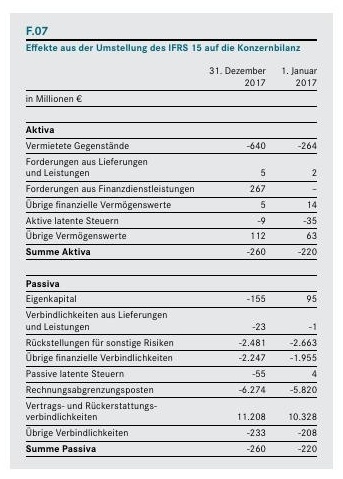 F.07
Effekte aus der Umstellung des IFRS 15 auf die Konzernbilanz
31. Dezember 1. Januar
2017 2017
in Millionen €
Aktiva
Vermietete Gegenstände -640 -264
Forderungen aus Lieferungen
und Leistungen 5 2
Forderungen aus Finanzdienstleistungen 267 –
Übrige finanzielle Vermögenswerte 5 14
Aktive latente Steuern -9 -35
Übrige Vermögenswerte 112 63
Summe Aktiva -260 -220
Passiva
Eigenkapital -155 95
Verbindlichkeiten aus Lieferungen
und Leistungen -23 -1
Rückstellungen für sonstige Risiken -2.481 -2.663
Übrige finanzielle Verbindlichkeiten -2.247 -1.955
Passive latente Steuern -55 4
Rechnungsabgrenzungsposten -6.274 -5.820
Vertrags- und Rückerstattungs-
verbindlichkeiten 11.208 10.328
Übrige Verbindlichkeiten -233 -208
Summe Passiva -260 -220